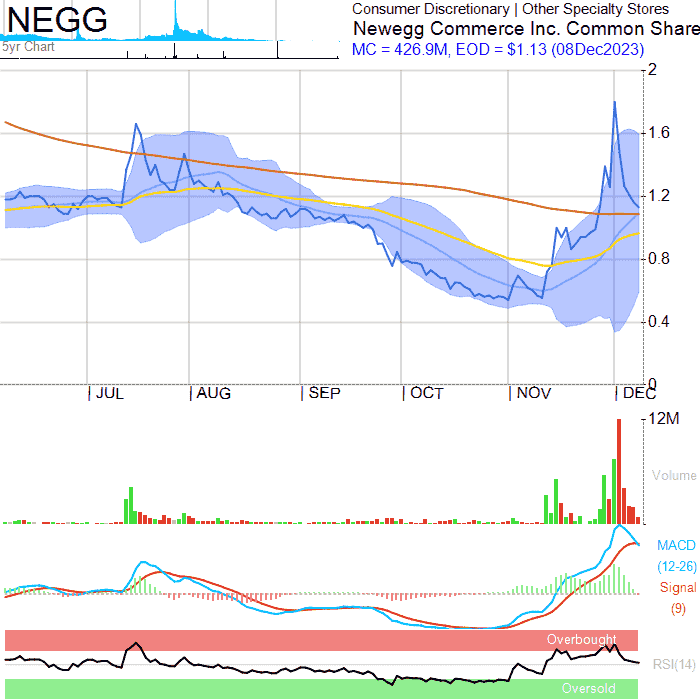 NEGG
5yr Chart
Consumer Discretionary | Other Specialty Stores
Newegg Commerce Inc. Common Share
MC = 426.9M, EOD = $1.13 (08Dec2023)
2
1.6
1.2
0.8
0.4
0
JUL AUG SEP OCT NOV DEC
12M
Volume
MACD
(12-26)
Signal
(9)
Overbought
RSI(14)
Oversold